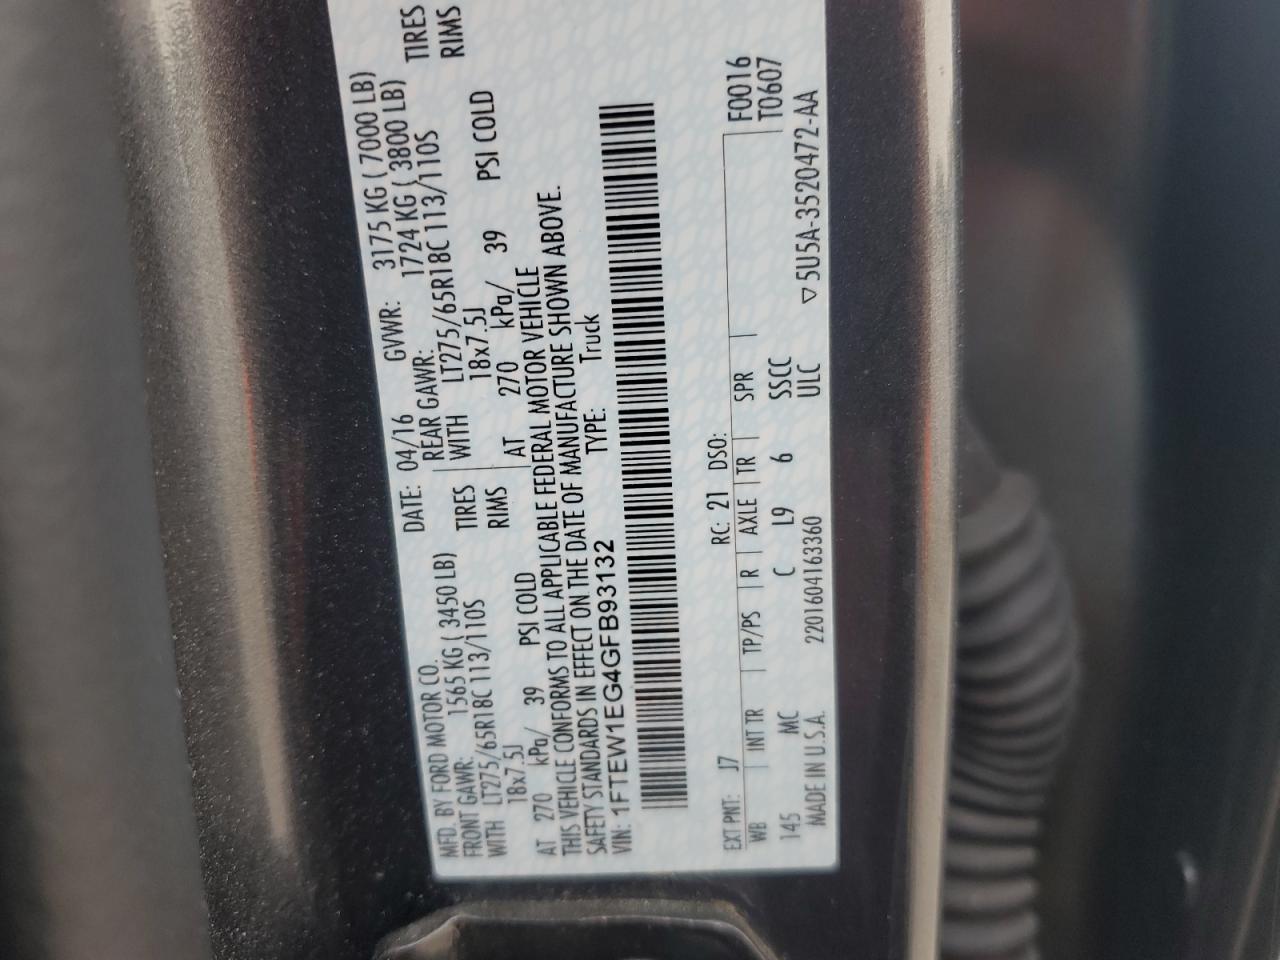 MFD. BY FORD MOTOR CO. DATE: 04/16 GVWR: 3175 KG ( 7000 LB)
FRONT GAWR: 1565 KG ( 3450 LB) REAR GAWR: 1724 KG ( 3800 LB)
WITH LT275/65R18C 113/110S TIRES WITH LT275/65R18C 113/110S TIRES
18x7.5J RIMS 18x7.5J RIMS
AT 270 kPa/ 39 PSI COLD AT 270 kPa/ 39 PSI COLD
THIS VEHICLE CONFORMS TO ALL APPLICABLE FEDERAL MOTOR VEHICLE
SAFETY STANDARDS IN EFFECT ON THE DATE OF MANUFACTURE SHOWN ABOVE.
VIN: 1FTEW1EG4GFB93132 TYPE: Truck
EXT PNT: J7 RC: 21 DSO: F0016
WB INT TR TP/PS R AXLE TR SPR T0607
145 MC C L9 6 SSCC
MADE IN U.S.A. 2201604163360 ULC ▽5U5A-3520472-AA